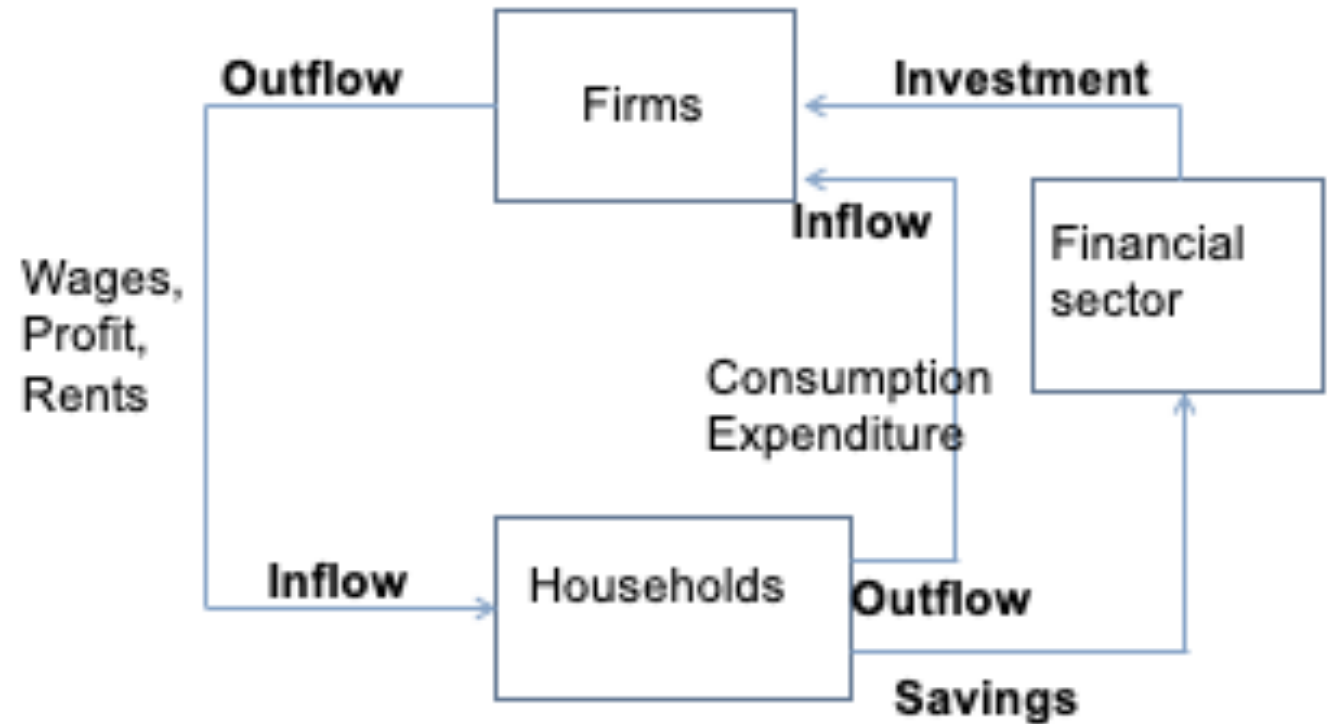 Outflow
Firms
Investment
Inflow
Financial
sector
Wages,
Profit,
Rents
Consumption
Expenditure
Inflow
Households
Outflow
Savings